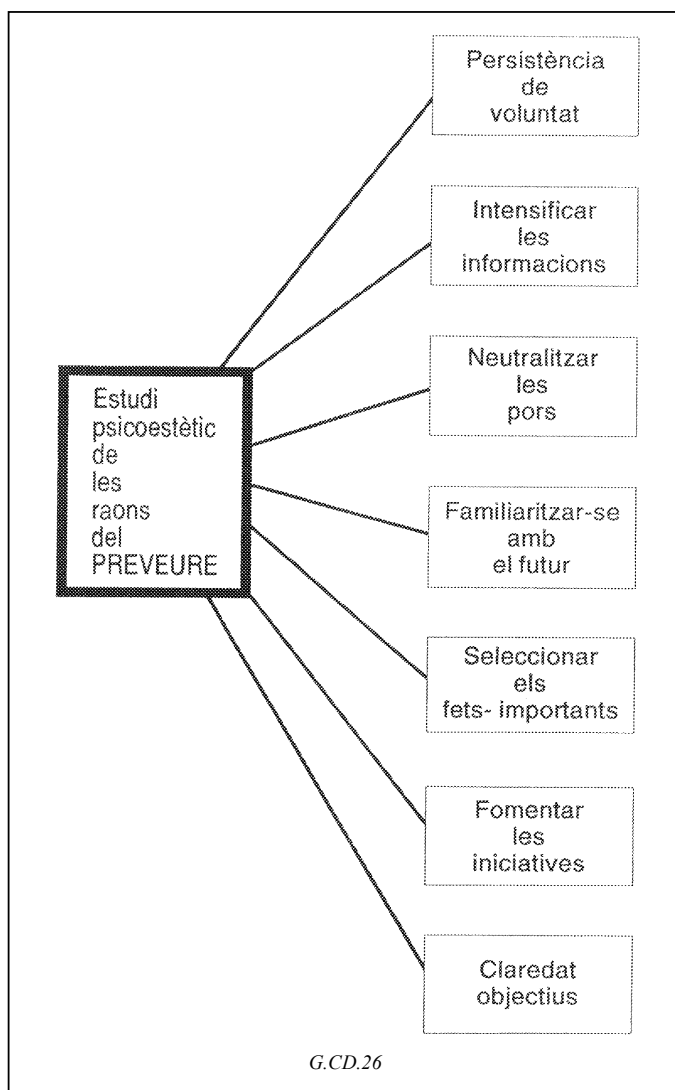 Persistència
de
voluntat
Intensificar
les
informacions
Neutralitzar
les
pors
Estudi
psicoestètic
de
les
raons
del
PREVEURE
Familiaritzar-se
amb
el futur
Seleccionar
els
fets- importants
Fomentar
les
iniciatives
Claredat
objectius
G.CD.26